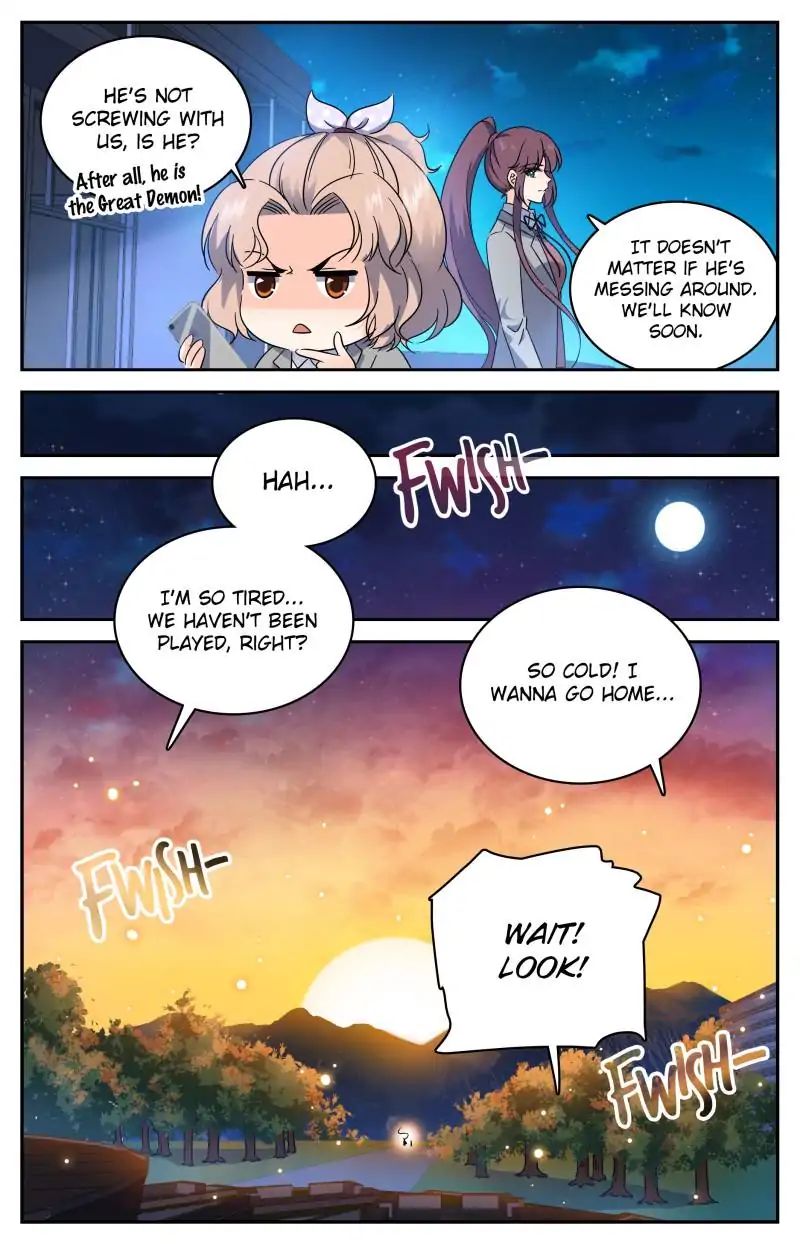 HE'S NOT
SCREWING WITH
US, IS HE?
After all, he is
the Great Demon!
IT DOESN'T
MATTER IF HE'S
MESSING AROUND.
WE'LL KNOW
SOON.
HAH...
FWISH-
I'M SO TIRED...
WE HAVEN'T BEEN
PLAYED, RIGHT?
SO COLD! I
WANNA GO HOME...
FWISH-
WAIT!
LOOK!
FWISH-